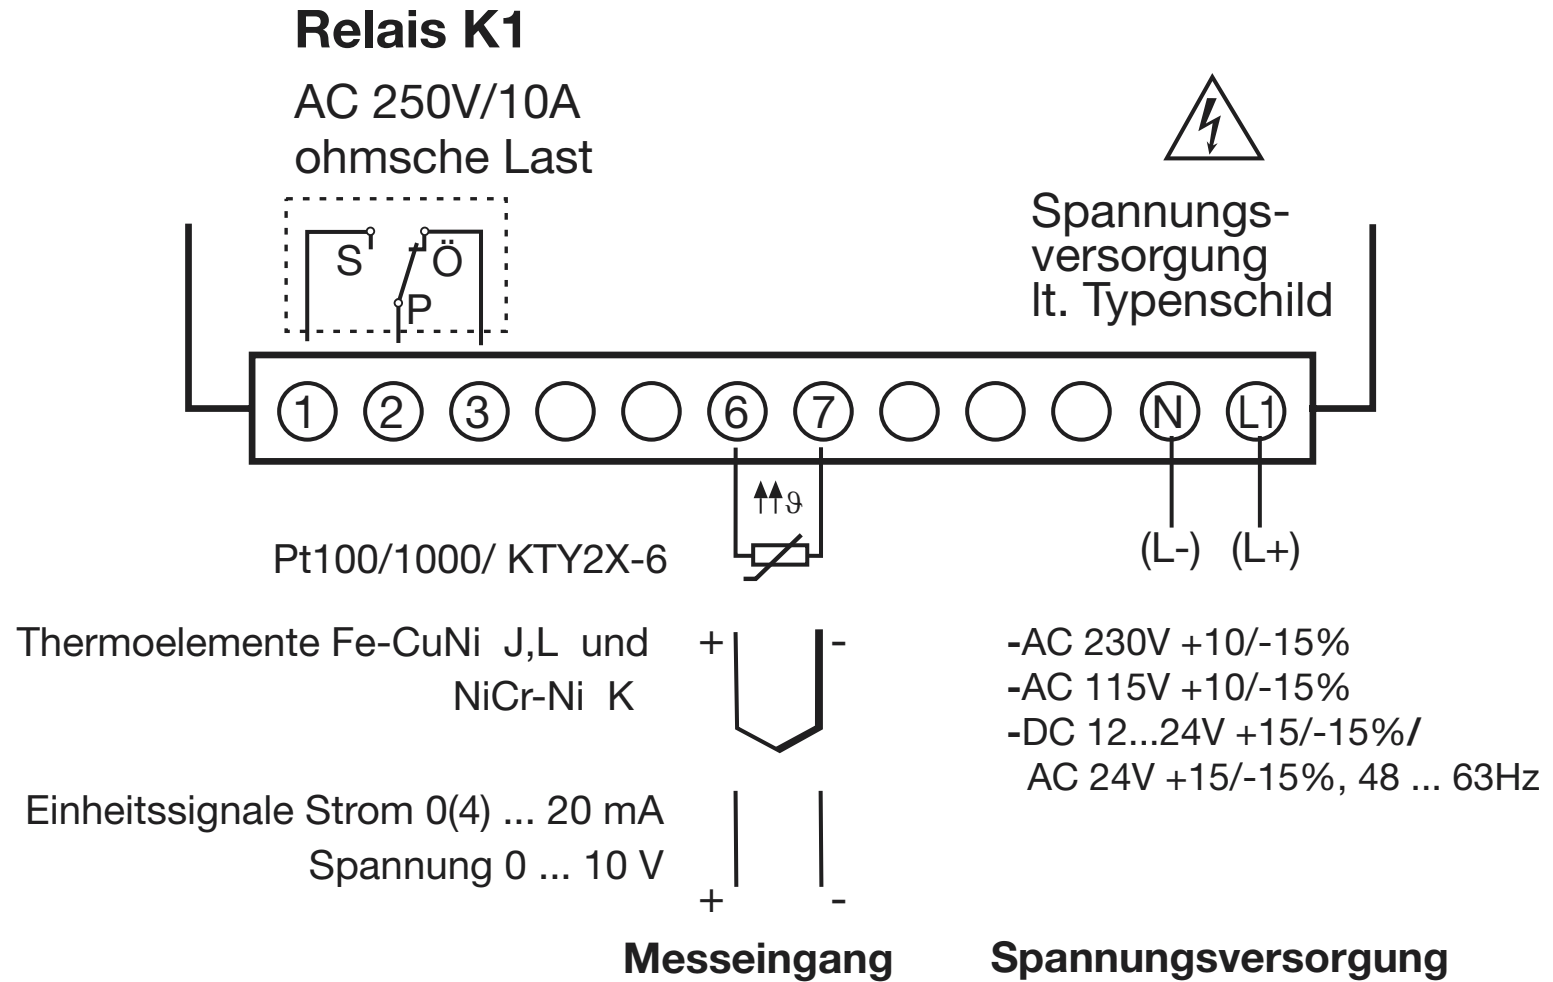 Relais K1
AC 250V/10A
ohmsche Last
S Ö
P
Spannungs-
versorgung
lt. Typenschild
1 2 3 6 7 N L1
ϑ
Pt100/1000/ KTY2X-6
(L-) (L+)
Thermoelemente Fe-CuNi J,L und
NiCr-Ni K
+ -
-AC 230V +10/-15%
-AC 115V +10/-15%
-DC 12...24V +15/-15%/
AC 24V +15/-15%, 48 ... 63Hz
Einheitssignale Strom 0(4) ... 20 mA
Spannung 0 ... 10 V
+ -
Messeingang
Spannungsversorgung